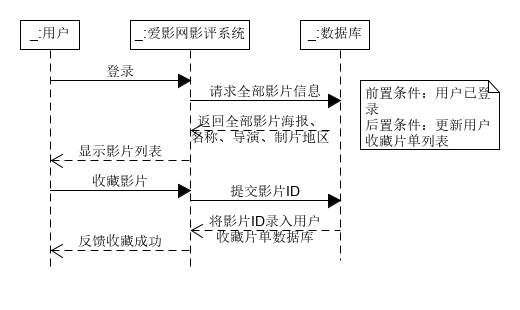 _:用户
_:爱影网影评系统
_:数据库
登录
请求全部影片信息
前置条件：用户已登
录
后置条件：更新用户
收藏片单列表
返回全部影片海报、
名称、导演、制片地区
显示影片列表
收藏影片
提交影片ID
将影片ID录入用户
收藏片单数据库
反馈收藏成功